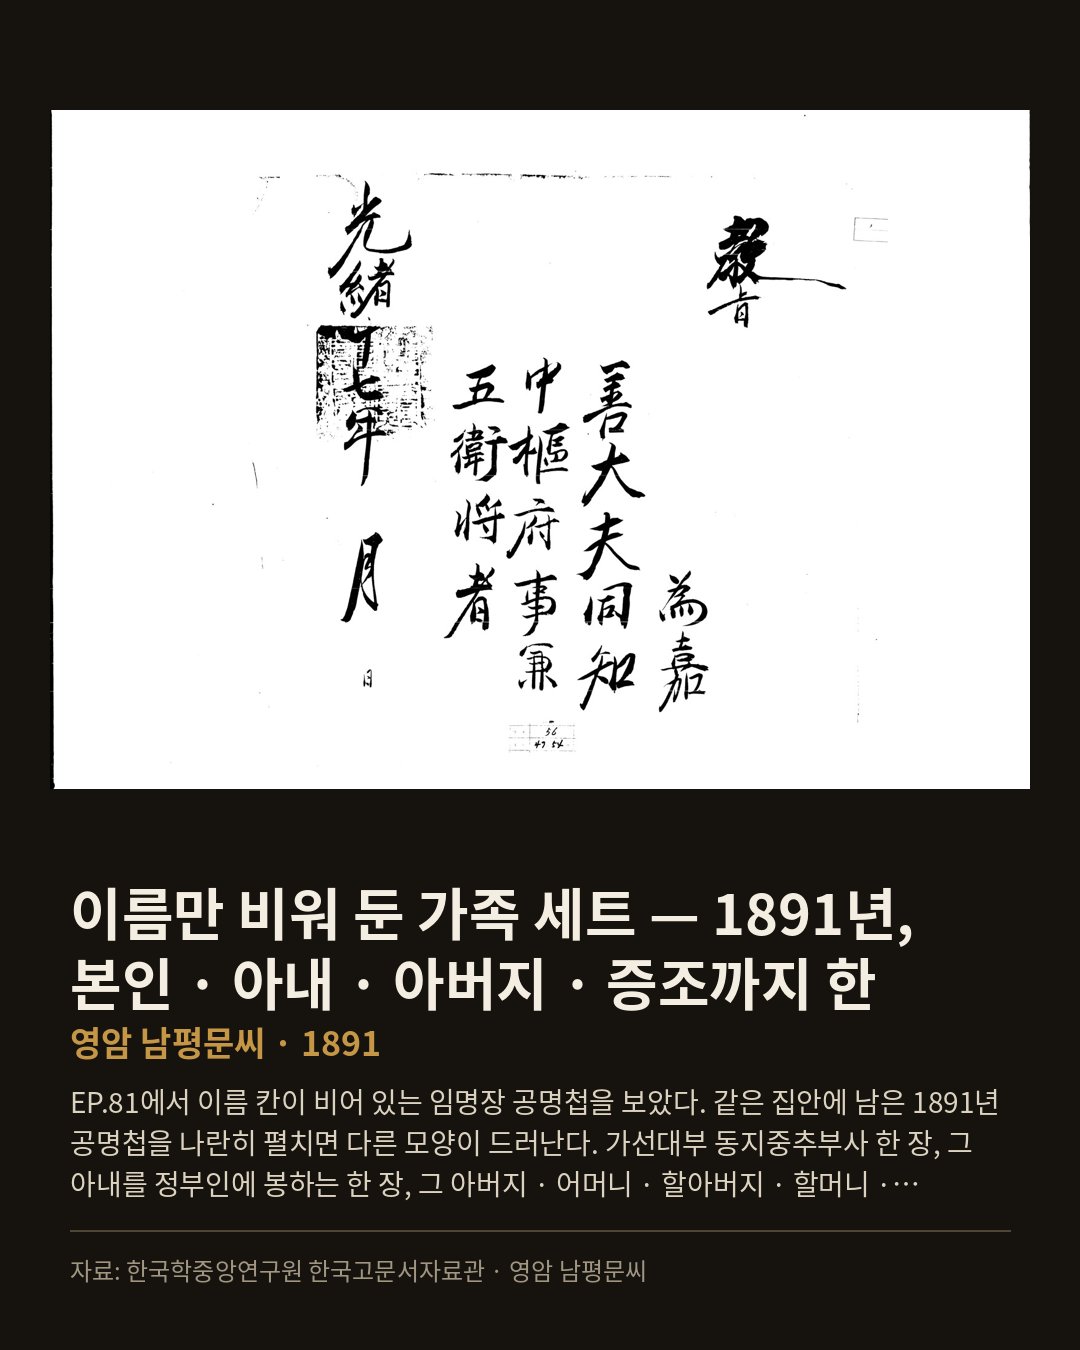 敎旨
為嘉
善大夫同知
中樞府事兼
五衛将者
光緖十七年 月 日
36
47 54
이름만 비워 둔 가족 세트 — 1891년,
본인 · 아내 · 아버지 · 증조까지 한
영암 남평문씨 · 1891
EP.81에서 이름 칸이 비어 있는 임명장 공명첩을 보았다. 같은 집안에 남은 1891년
공명첩을 나란히 펼치면 다른 모양이 드러난다. 가선대부 동지중추부사 한 장, 그
아내를 정부인에 봉하는 한 장, 그 아버지 · 어머니 · 할아버지 · 할머니 ·…
자료: 한국학중앙연구원 한국고문서자료관 · 영암 남평문씨